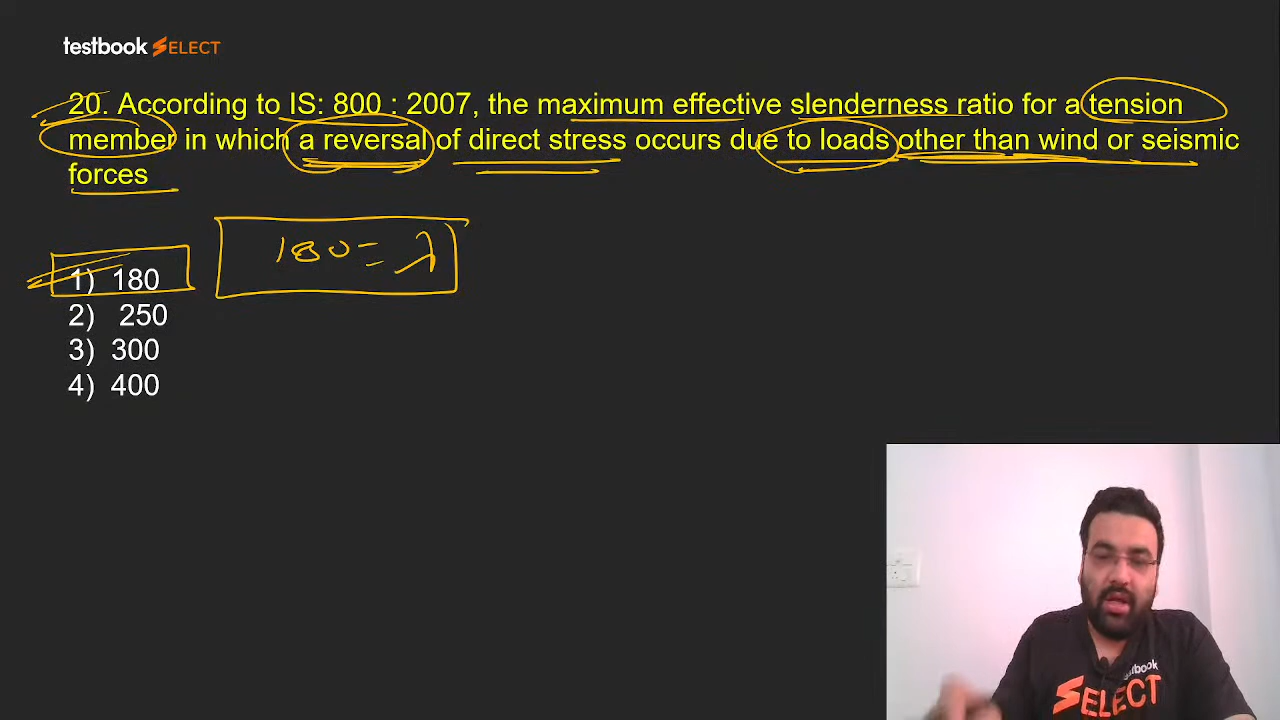 testbook SELECT
20. According to IS: 800 : 2007, the maximum effective slenderness ratio for a tension
member in which a reversal of direct stress occurs due to loads other than wind or seismic
forces
180 = λ
1) 180
2) 250
3) 300
4) 400
testbook
SELECT